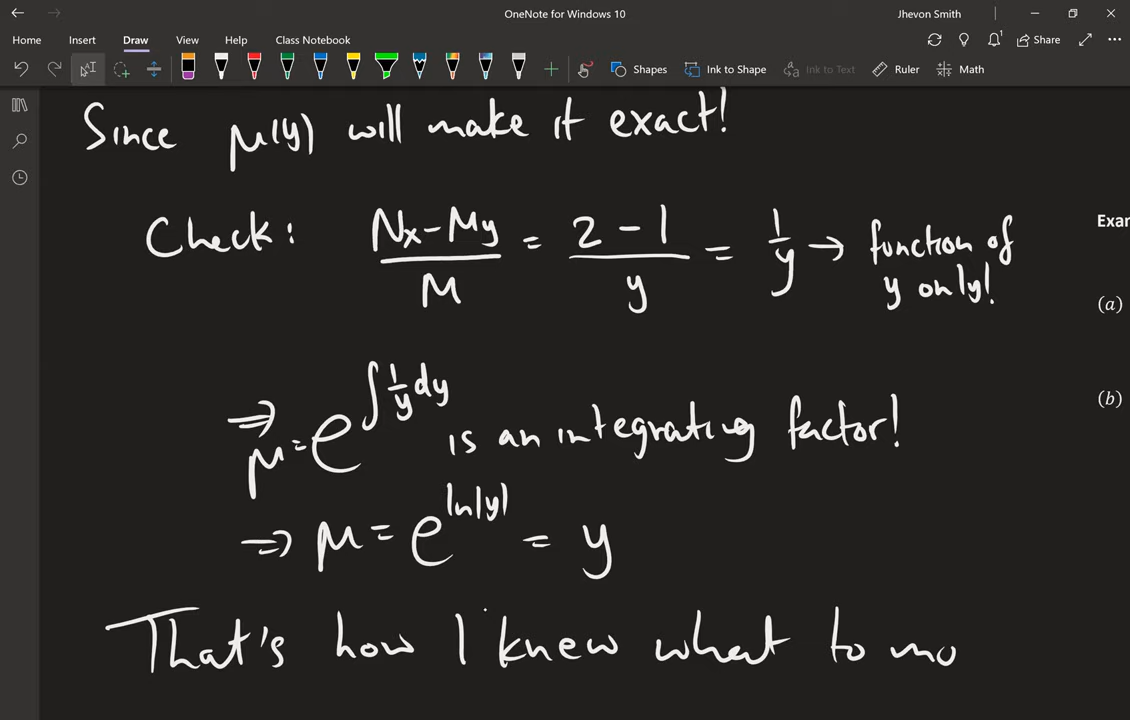 OneNote for Windows 10
Jhevon Smith
Home Insert Draw View Help Class Notebook
Share
Shapes Ink to Shape Ink to Text Ruler Math
Since μ(y) will make it exact!
Check: (Nx-My)/M = (2-1)/y = 1/y → function of y only!
Exam
(a)
(b)
⇒ μ = e^∫(1/y)dy is an integrating factor!
⇒ μ = e^ln|y| = y
That's how I knew what to mo